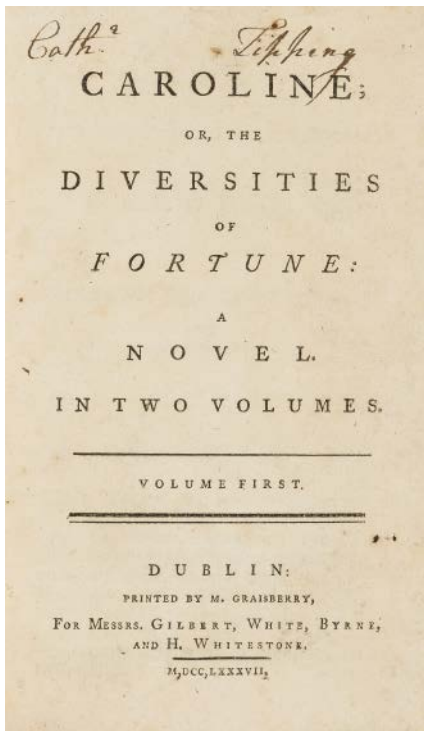 Cath.ª Tipping
CAROLINE;
OR, THE
DIVERSITIES
OF
FORTUNE:
A
NOVEL.
IN TWO VOLUMES.
VOLUME FIRST.
DUBLIN:
PRINTED BY M. GRAISBERRY,
FOR MESSRS. GILBERT, WHITE, BYRNE,
AND H. WHITESTONE.
M,DCC,LXXXVII,